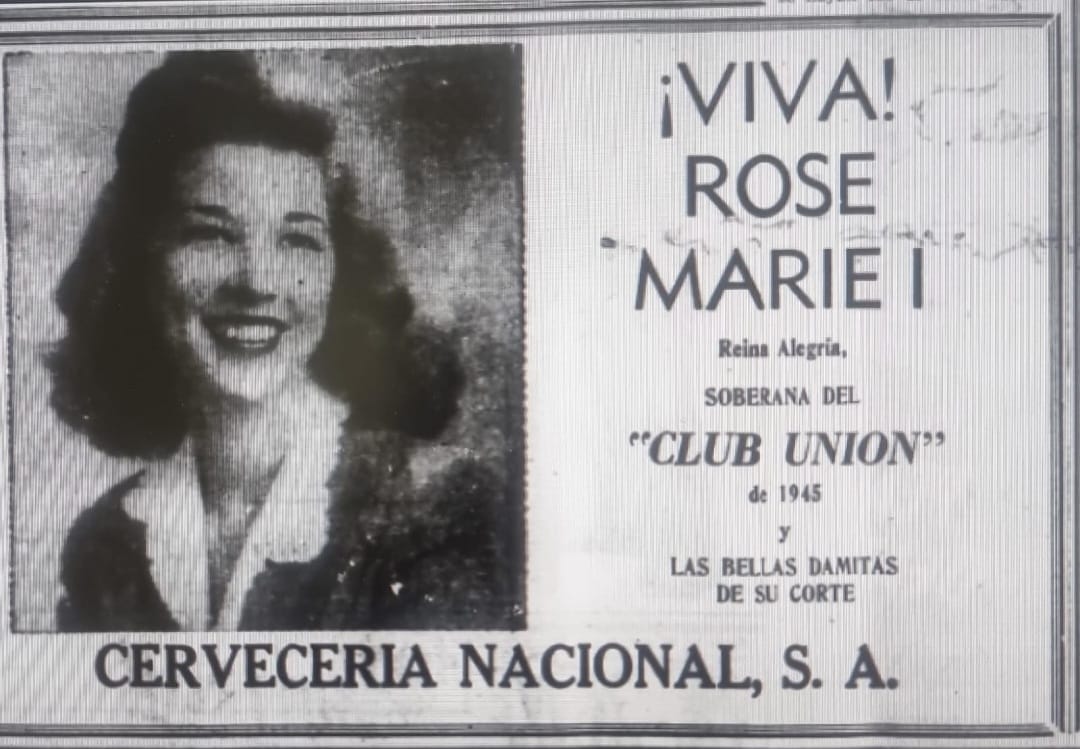 ¡VIVA!
ROSE
MARIE I
Reina Alegría,
SOBERANA DEL
"CLUB UNION"
de 1945
y
LAS BELLAS DAMITAS
DE SU CORTE
CERVECERIA NACIONAL, S. A.